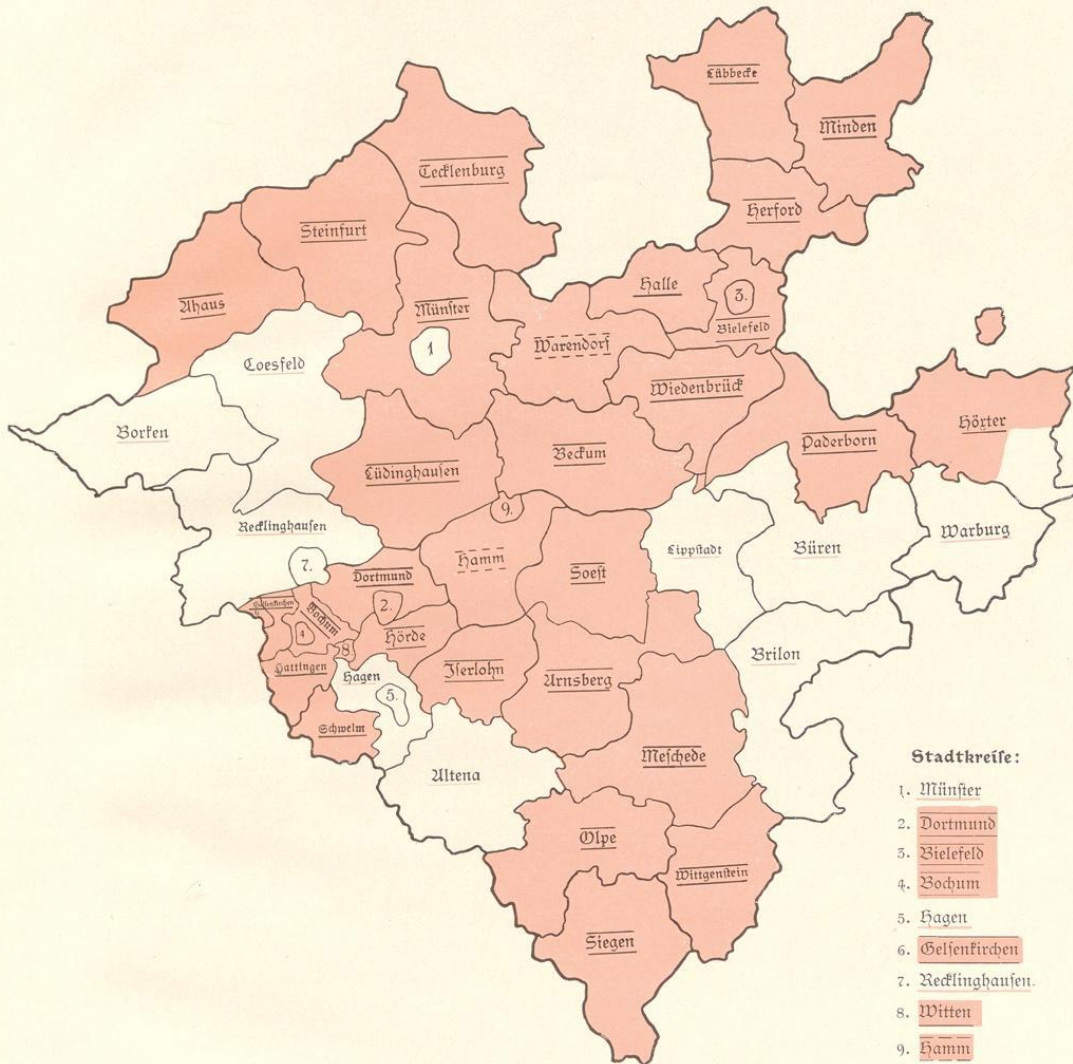 Lübbecke
Minden
Tecklenburg
Herford
Steinfurt
Halle
3.
Ahaus
Münster
Bielefeld
1
Warendorf
Coesfeld
Wiedenbrück
Höxter
Borken
Paderborn
Beckum
Lüdinghausen
9.
Recklinghausen
Lippstadt
Büren
Warburg
Hamm
Soest
7.
Dortmund
Gelsenkirchen
6.
2.
Bochum
4.
Hörde
8.
Brilon
Hattingen
Hagen
Iserlohn
Arnsberg
5.
Schwelm
Meschede
Altena
Olpe
Wittgenstein
Siegen
Stadtkreise:
1. Münster
2. Dortmund
3. Bielefeld
4. Bochum
5. Hagen
6. Gelsenkirchen
7. Recklinghausen.
8. Witten
9. Hamm